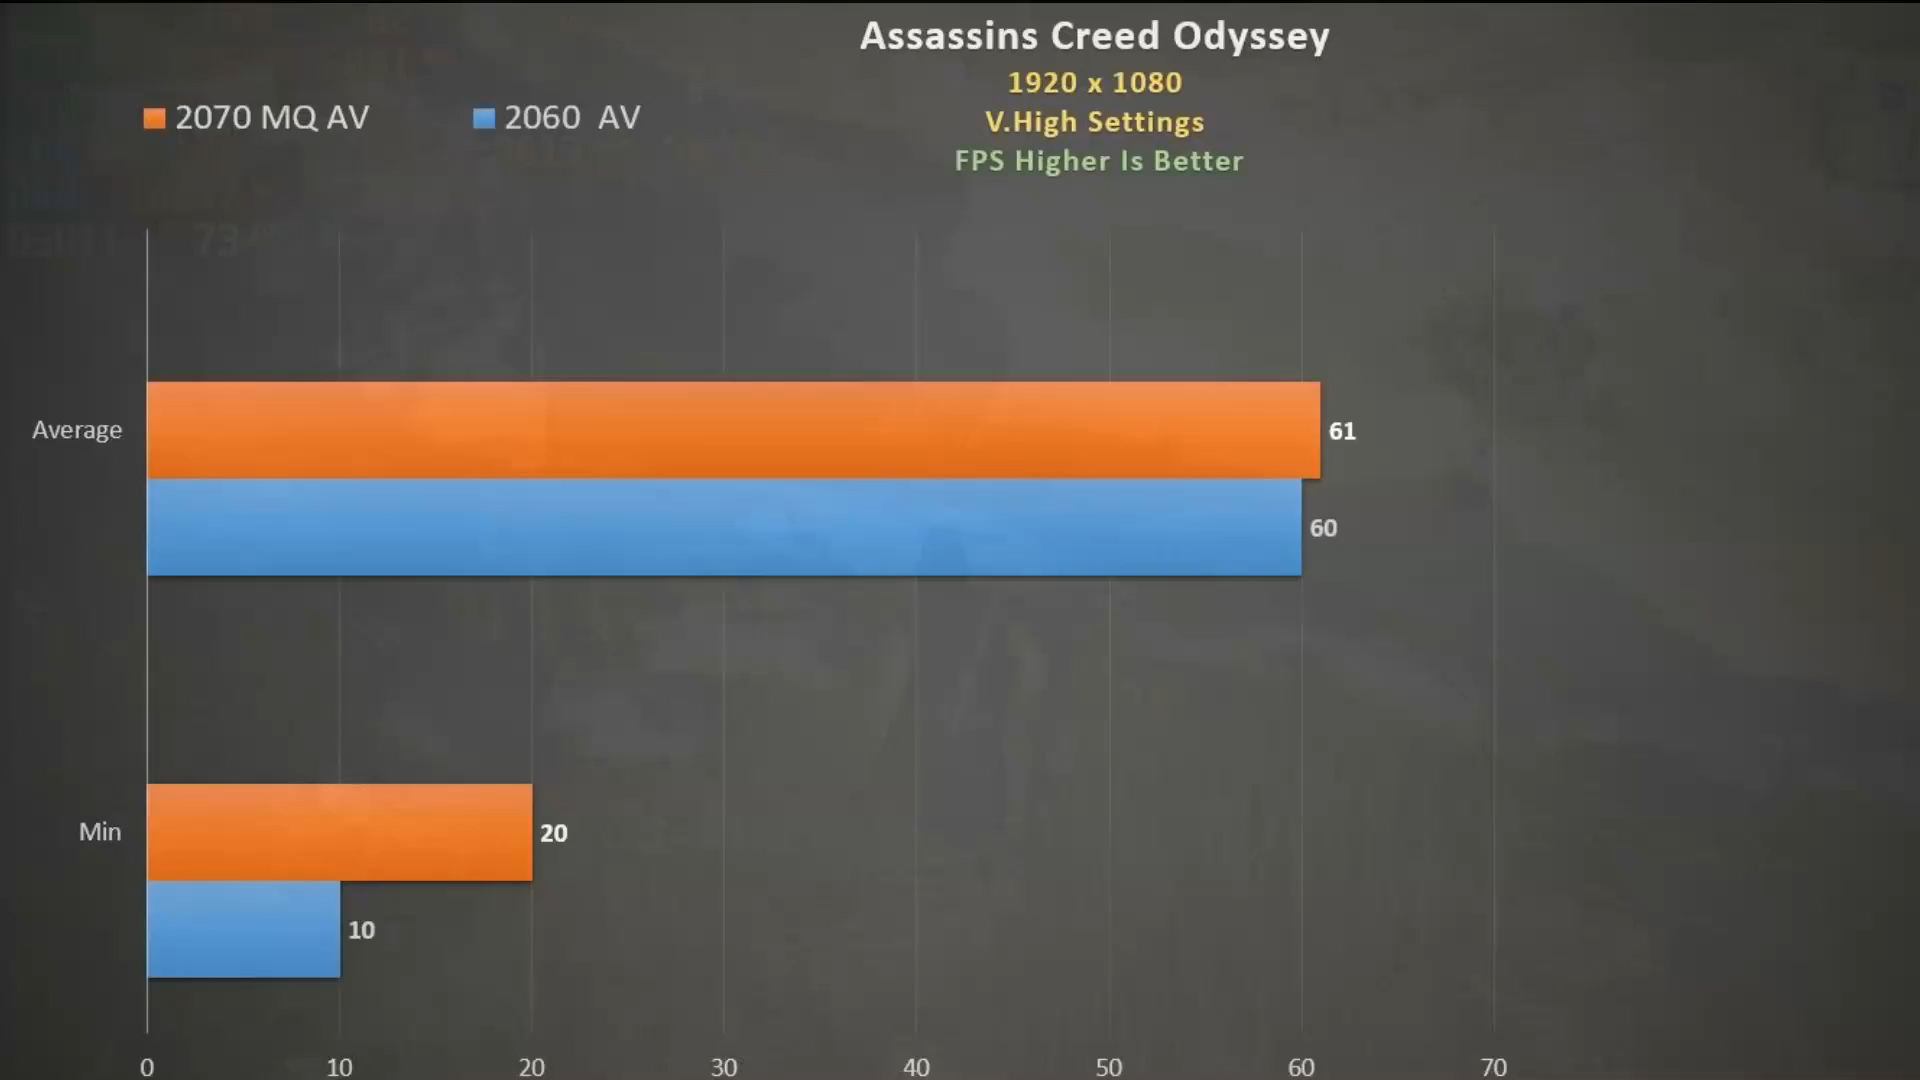 Assassins Creed Odyssey
1920 x 1080
V.High Settings
FPS Higher Is Better
2070 MQ AV
2060 AV
73
Average
61
60
Min
20
10
0 10 20 30 40 50 60 70